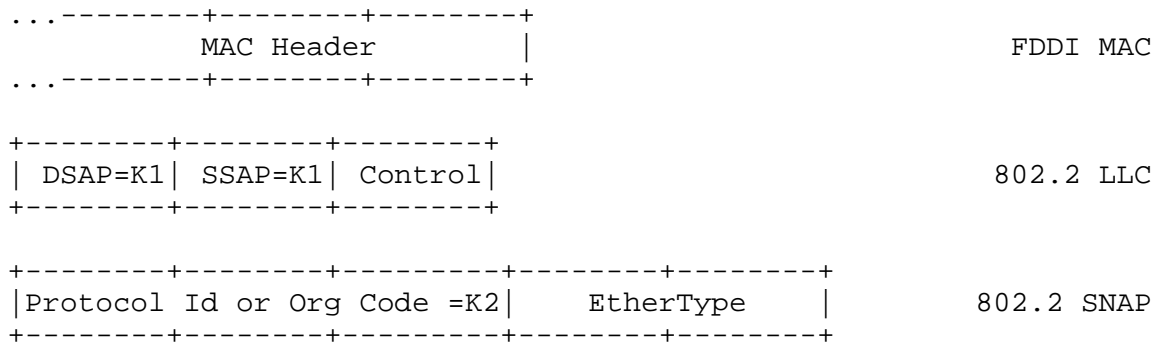 ...--------+--------+--------+
MAC Header | FDDI MAC
...--------+--------+--------+
+--------+--------+--------+
| DSAP=K1| SSAP=K1| Control| 802.2 LLC
+--------+--------+--------+
+--------+--------+---------+--------+--------+
|Protocol Id or Org Code =K2| EtherType | 802.2 SNAP
+--------+--------+---------+--------+--------+